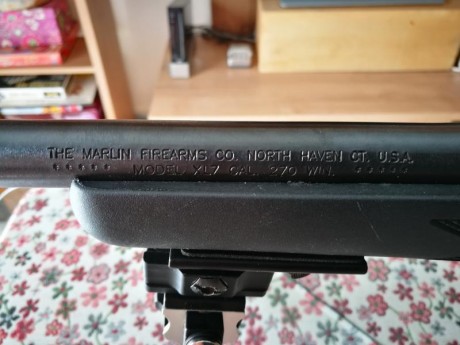 THE MARLIN FIREARMS CO. NORTH HAVEN CT. U.S.A.
MODEL XL7 CAL. 270 WIN.